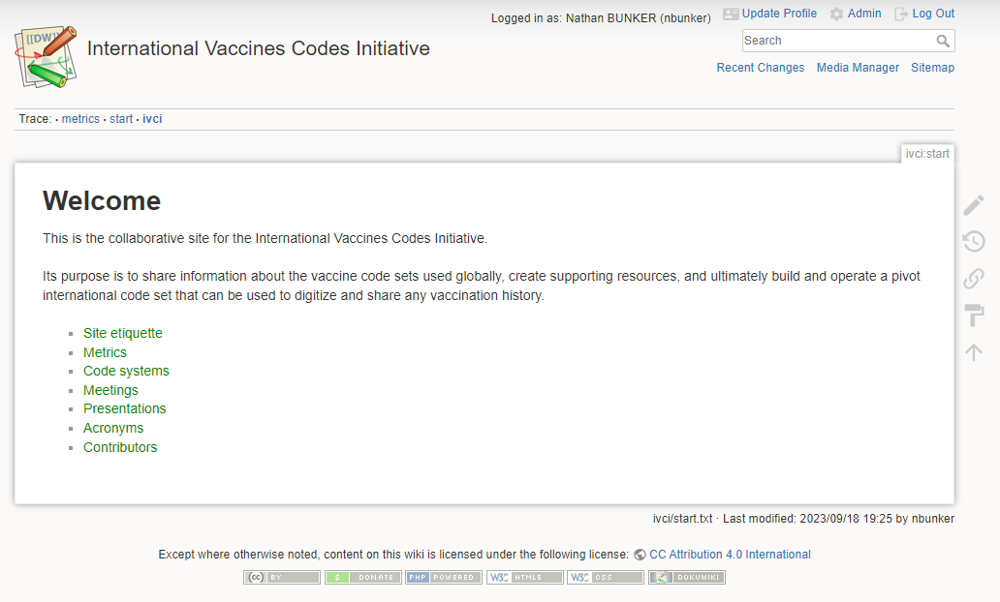 Logged in as: Nathan BUNKER (nbunker) Update Profile Admin Log Out
[[DW]]
International Vaccines Codes Initiative
Search
Recent Changes Media Manager Sitemap
Trace: • metrics • start • ivci
ivci:start
Welcome
This is the collaborative site for the International Vaccines Codes Initiative.
Its purpose is to share information about the vaccine code sets used globally, create supporting resources, and ultimately build and operate a pivot
international code set that can be used to digitize and share any vaccination history.
Site etiquette
Metrics
Code systems
Meetings
Presentations
Acronyms
Contributors
ivci/start.txt · Last modified: 2023/09/18 19:25 by nbunker
Except where otherwise noted, content on this wiki is licensed under the following license: CC Attribution 4.0 International
(cc) BY $ DONATE PHP POWERED W3C HTML5 W3C CSS DOKUWIKI